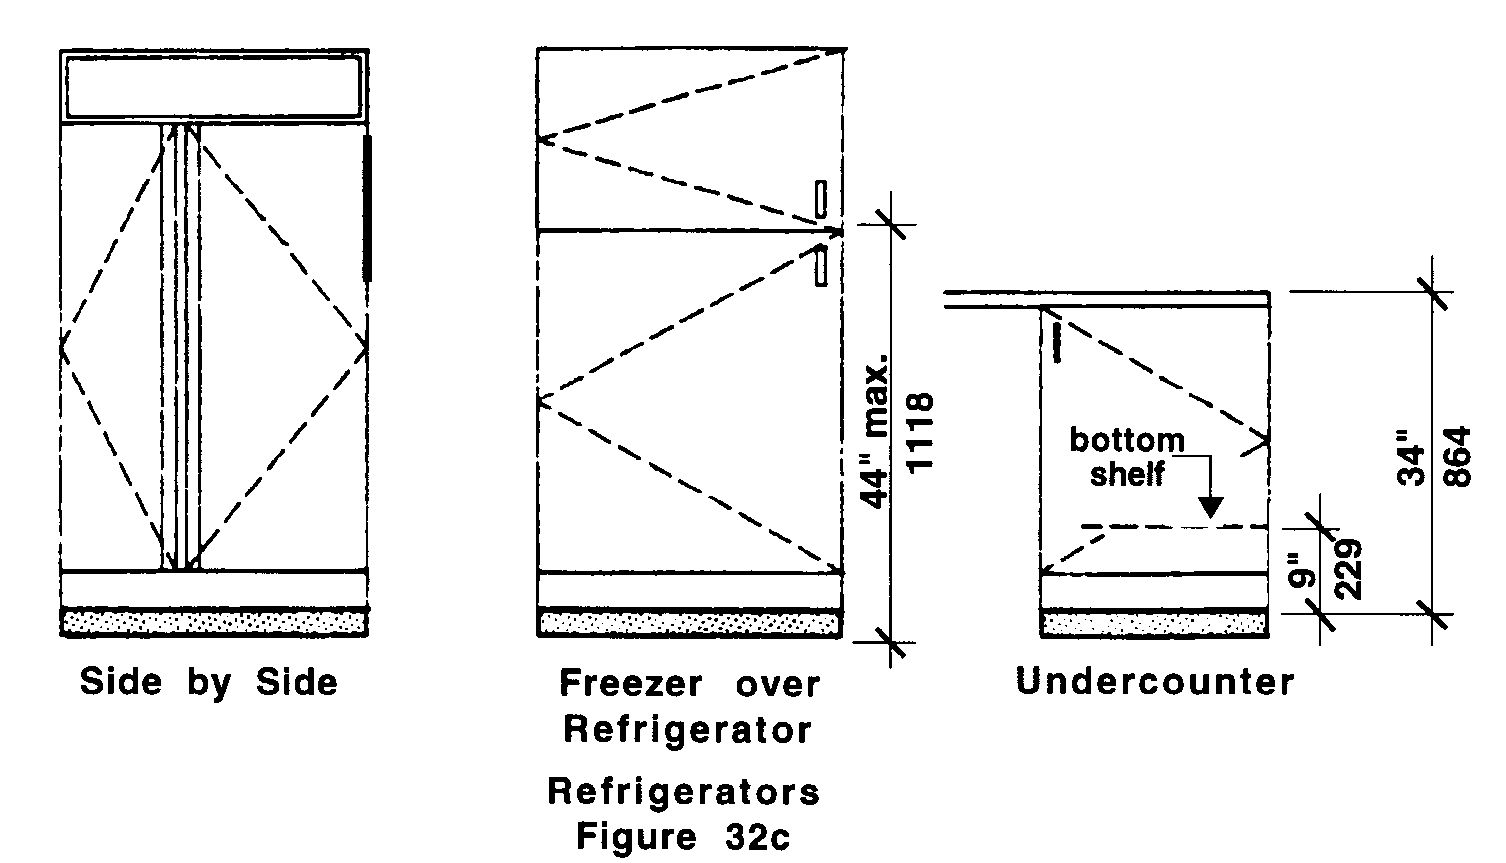 Side by Side
44" max.
1118
Freezer over
Refrigerator
bottom
shelf
9"
229
34"
864
Undercounter
Refrigerators
Figure 32c